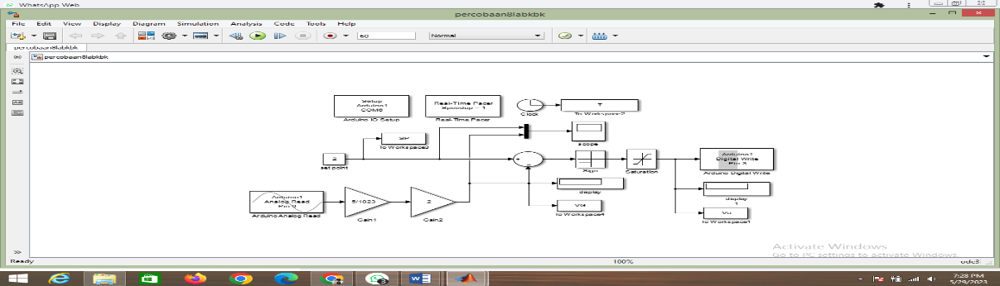 WhatsApp Web
percobaan8labkbk
File Edit View Display Diagram Simulation Analysis Code Tools Help
60 Normal
percobaan8labkbk
percobaan8labkbk
Setup
Arduino1
COM6
Arduino IO Setup
Real-Time Pacer
Speedup = 1
Real-Time Pacer
Clock
T
To Workspace2
SP
To Workspace3
scope
2
set point
+
-
Sign
Saturation
Arduino1
Digital Write
Pin 3
Arduino Digital Write
Arduino1
Analog Read
Pin 0
Arduino Analog Read
5/1023
Gain1
2
Gain2
display
To Workspace4
display
1
To Workspace1
Activate Windows
Go to PC settings to activate Windows.
Ready 100% ode3
7:28 PM
5/29/2023